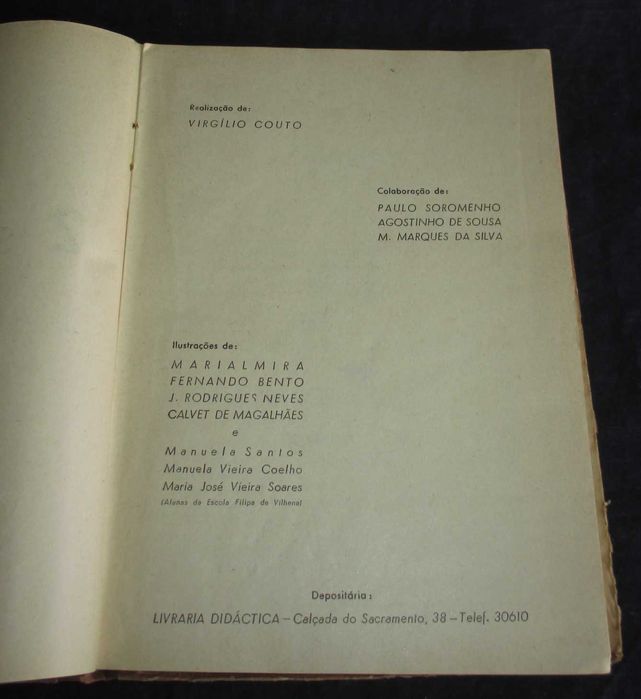 Realização de:
VIRGÍLIO COUTO
Colaboração de:
PAULO SOROMENHO
AGOSTINHO DE SOUSA
M. MARQUES DA SILVA
Ilustrações de:
MARIALMIRA
FERNANDO BENTO
J. RODRIGUES NEVES
CALVET DE MAGALHÃES
e
Manuela Santos
Manuela Vieira Coelho
Maria José Vieira Soares
(Alunas da Escola Filipa de Vilhena)
Depositária:
LIVRARIA DIDÁCTICA — Calçada do Sacramento, 38 — Telef. 30610